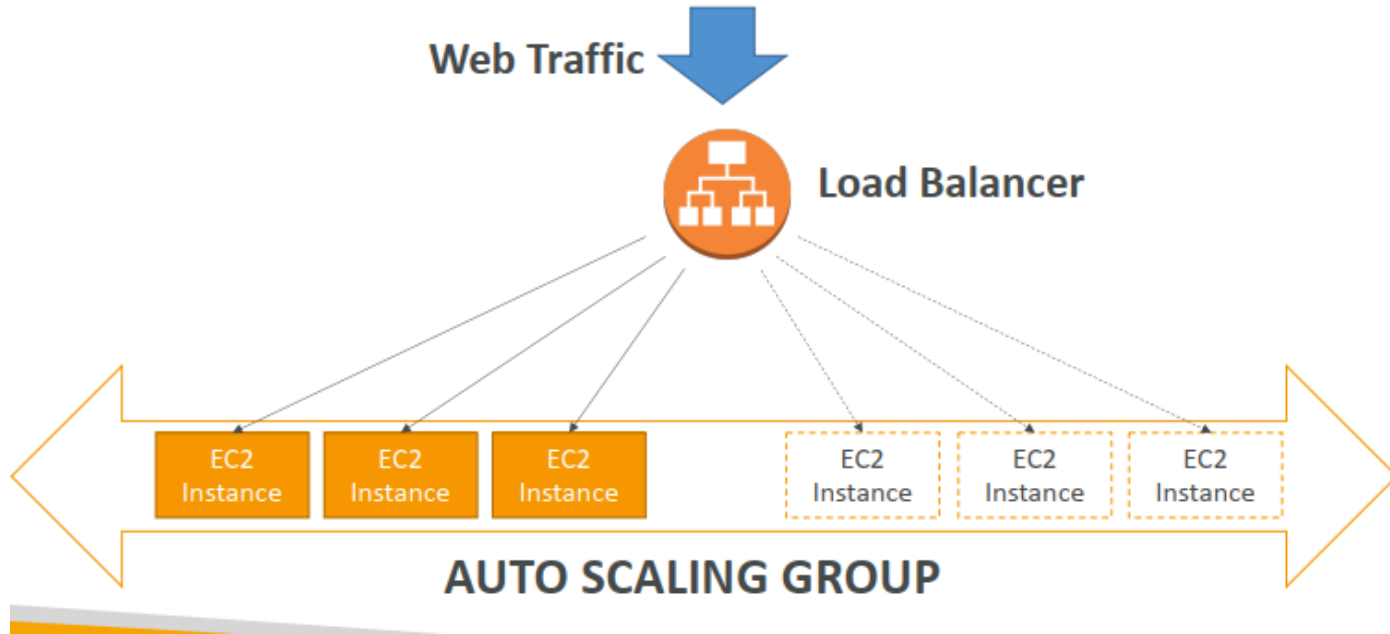 Web Traffic
Load Balancer
EC2
Instance
EC2
Instance
EC2
Instance
EC2
Instance
EC2
Instance
EC2
Instance
AUTO SCALING GROUP